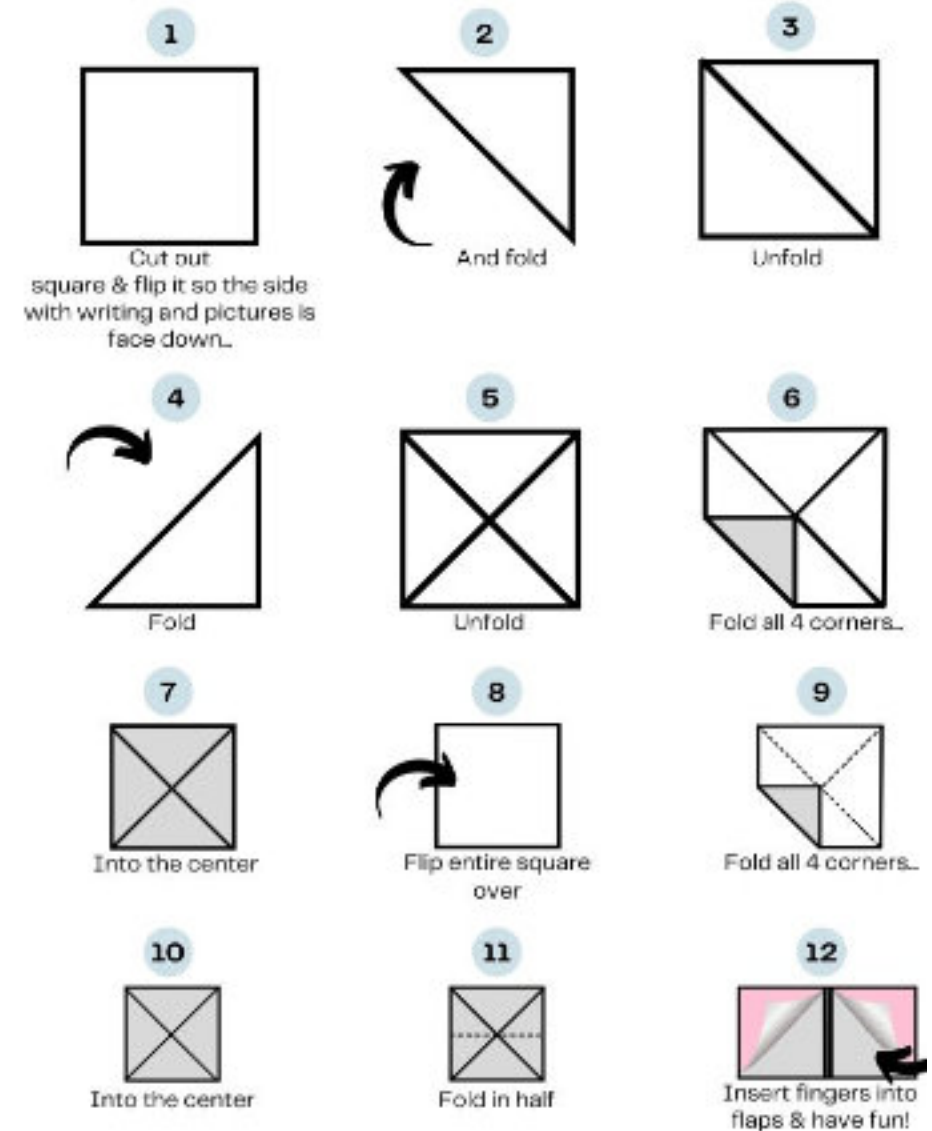 1
2
3
Cut out
square & flip it so the side
with writing and pictures is
face down...
And fold
Unfold
4
5
6
Fold
Unfold
Fold all 4 corners...
7
8
9
Into the center
Flip entire square
over
Fold all 4 corners...
10
11
12
Into the center
Fold in half
Insert fingers into
flaps & have fun!